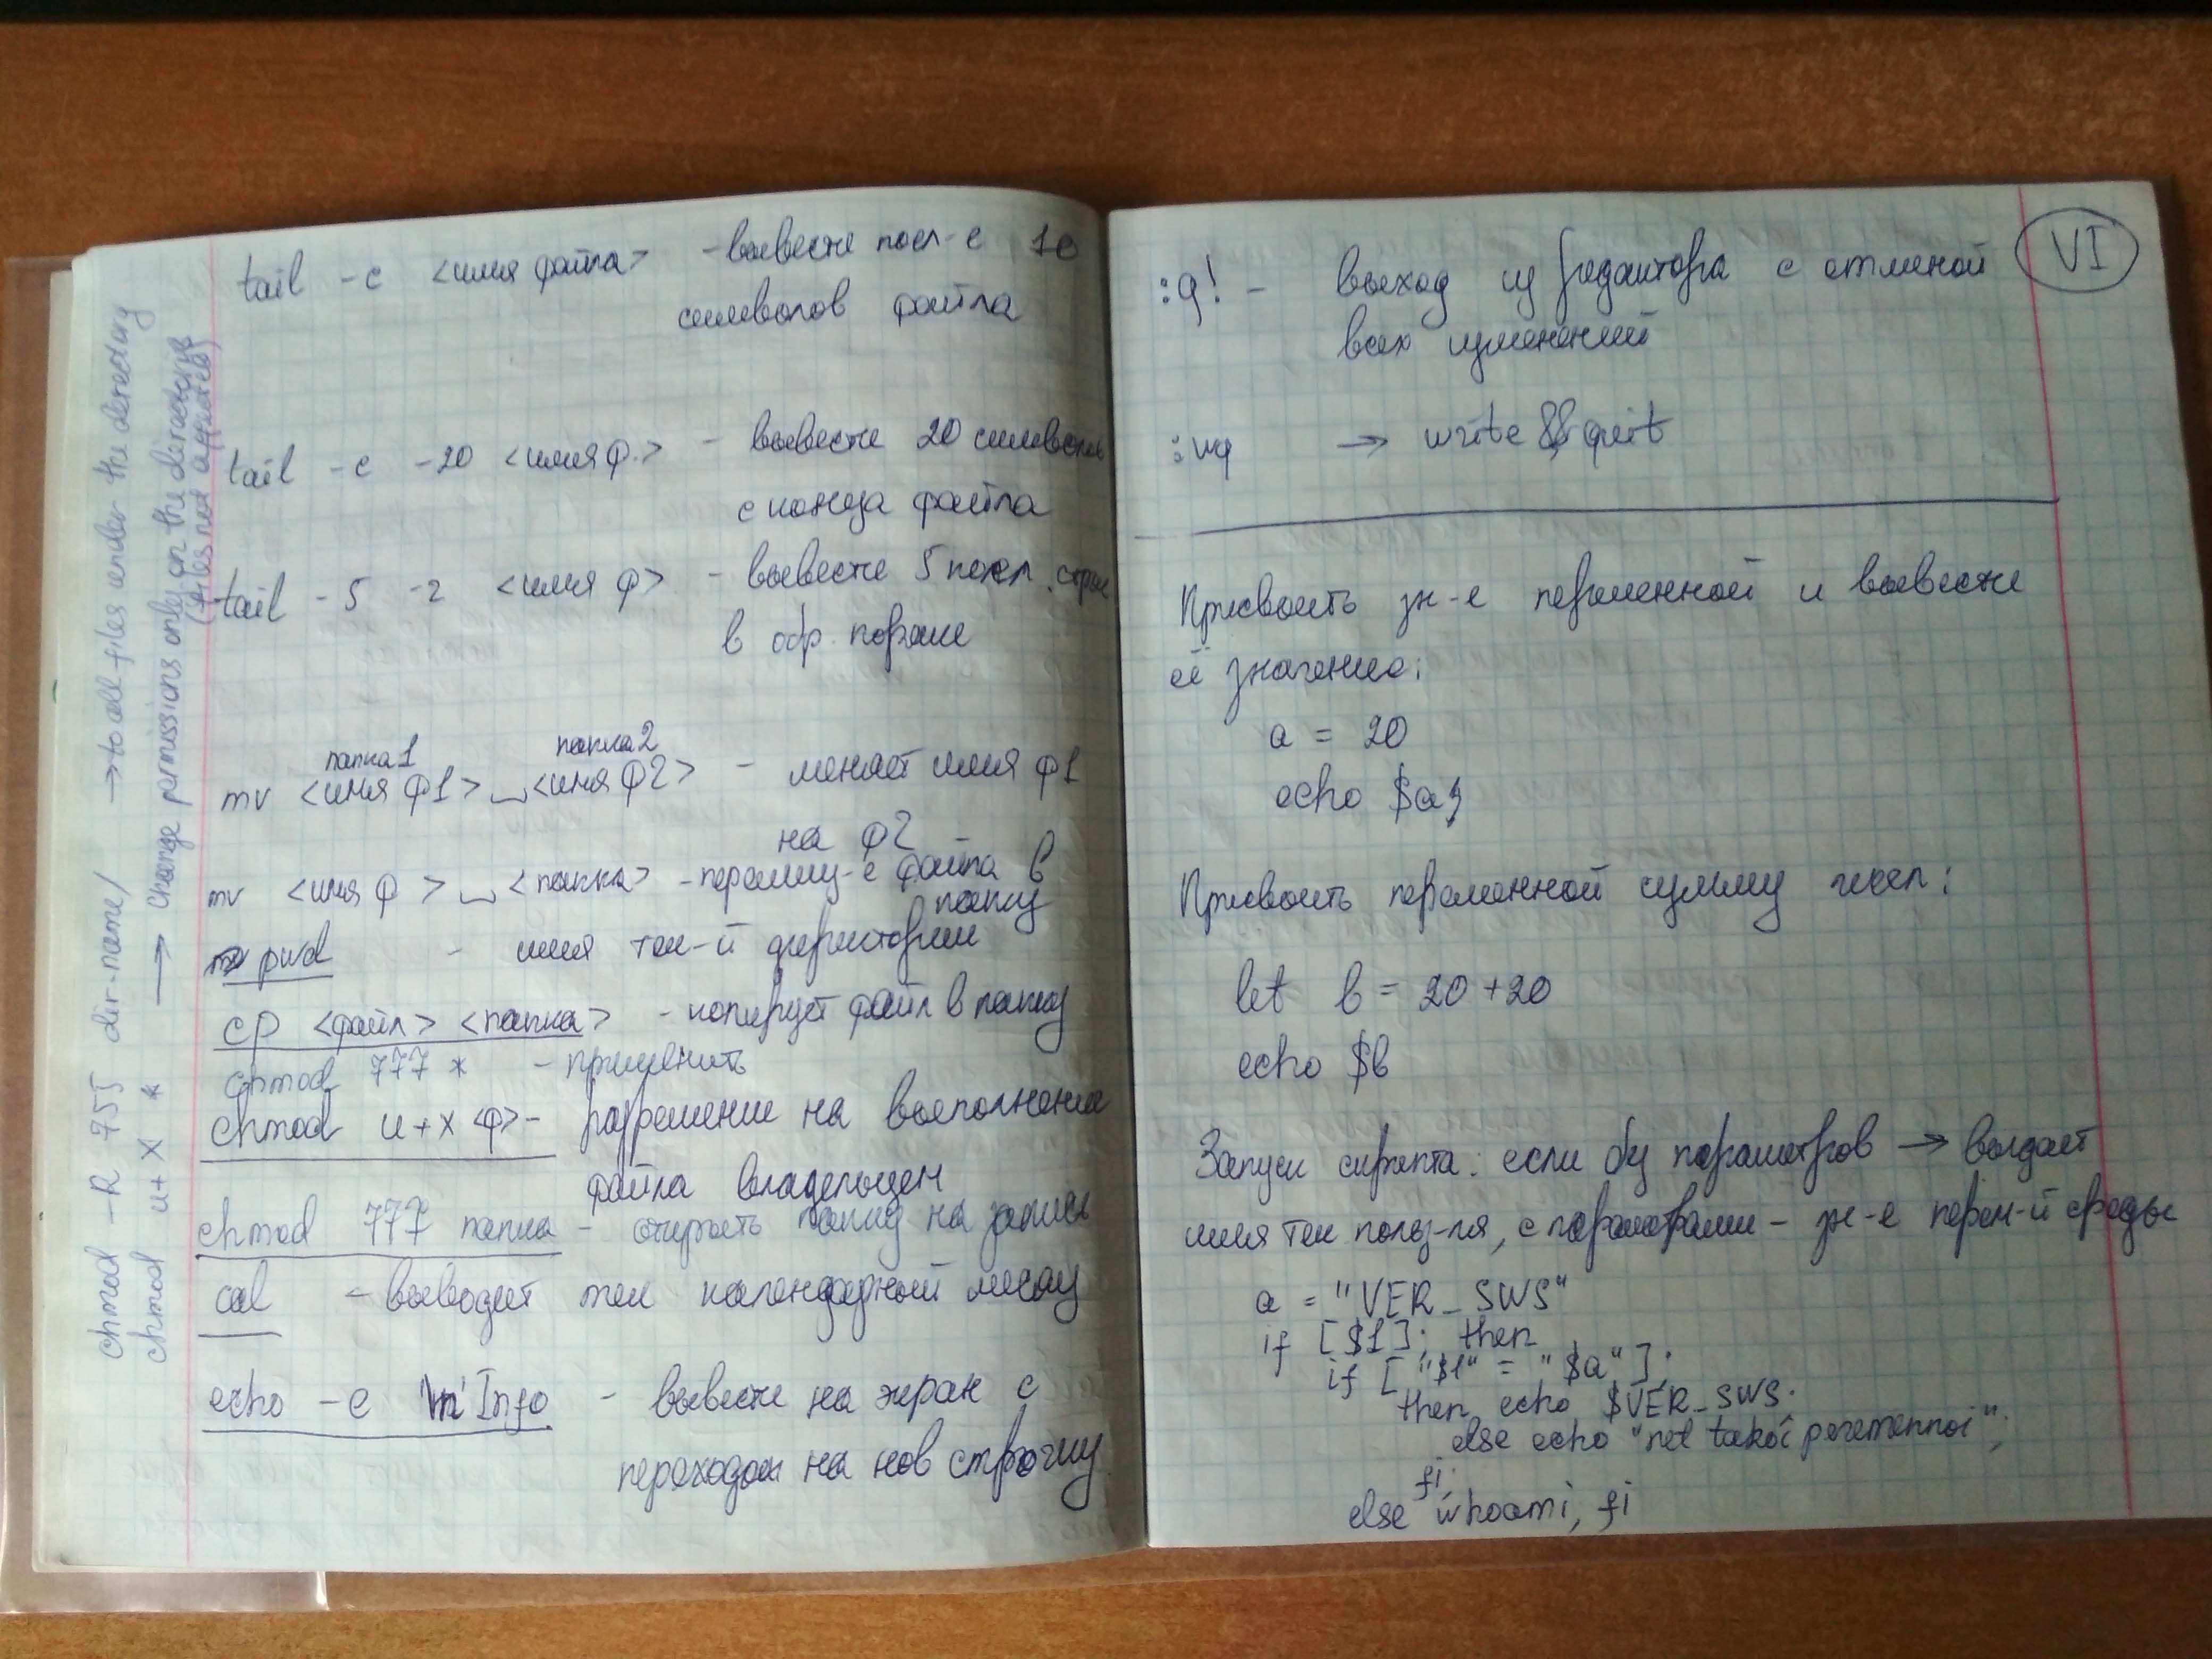 tail -c <имя файла> - вывести посл-е 10
символов файла
tail -c -20 <имя ф.> - вывести 20 символов
с конца файла
tail -5 -r <имя ф> - вывести 5 посл. строк
в обр. порядке
папка1 папка2
mv <имя ф1> ␣ <имя ф2> - меняет имя ф1
на ф2
mv <имя ф> ␣ <папка> - перемещ-е файла в
папку
pwd - имя тек-й директории
cp <файл> <папка> - копирует файл в папку
chmod 777 * - применить
chmod u+x <ф> - разрешение на выполнение
файла владельцем
chmod 777 папка - открыть папку на запись
cal - выводит тек календарный месяц
echo -e \n'Info - вывести на экран с
переходом на нов строчку
chmod -R 755 dir-name/ → to all files under the directory
chmod u+x * → change permissions only on the directory
(files not affected)
VI
:q! - выход из редактора с отменой
всех изменений
:wq → write && quit
Присвоить зн-е переменной и вывести
её значение:
a = 20
echo $a;
Присвоить переменной сумму чисел:
let b = 20+20
echo $b
Запуск скрипта: если без параметров → выдает
имя тек польз-ля, с параметрами - зн-е перем-й среды
a = "VER_SWS"
if [$1]; then
if ["$1" = "$a"];
then echo $VER_SWS;
else echo "net takoi peremennoi";
fi;
else whoami, fi